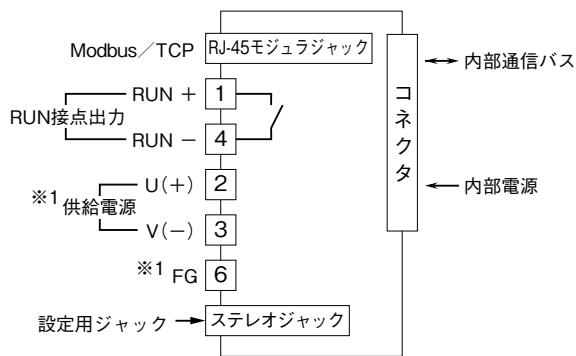 Modbus／TCP RJ-45モジュラジャック
RUN + 1
RUN接点出力
RUN − 4
U(+) 2
※1 供給電源
V(−) 3
※1 FG 6
設定用ジャック ステレオジャック
コネクタ
内部通信バス
内部電源